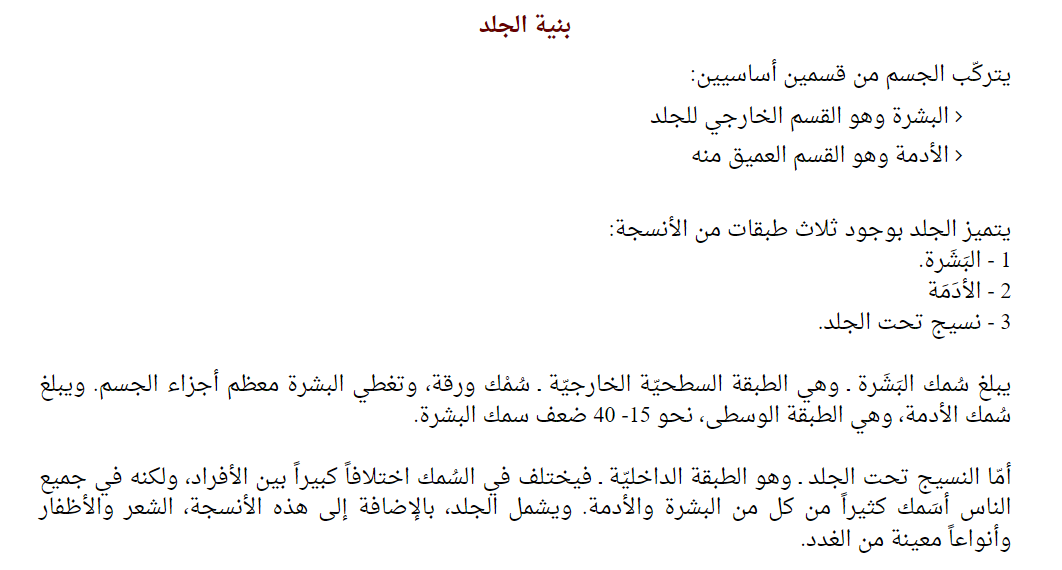 بنية الجلد
يتركّب الجسم من قسمين أساسيين:
› البشرة وهو القسم الخارجي للجلد
› الأدمة وهو القسم العميق منه
يتميز الجلد بوجود ثلاث طبقات من الأنسجة:
1 - البَشَرة.
2 - الأدَمَة
3 - نسيج تحت الجلد.
يبلغ سُمك البَشَرة ـ وهي الطبقة السطحيّة الخارجيّة ـ سُمْك ورقة، وتغطي البشرة معظم أجزاء الجسم. ويبلغ
سُمك الأدمة، وهي الطبقة الوسطى، نحو 15- 40 ضعف سمك البشرة.
أمّا النسيج تحت الجلد ـ وهو الطبقة الداخليّة ـ فيختلف في السُمك اختلافاً كبيراً بين الأفراد، ولكنه في جميع
الناس أسَمك كثيراً من كل من البشرة والأدمة. ويشمل الجلد، بالإضافة إلى هذه الأنسجة، الشعر والأظفار
وأنواعاً معينة من الغدد.